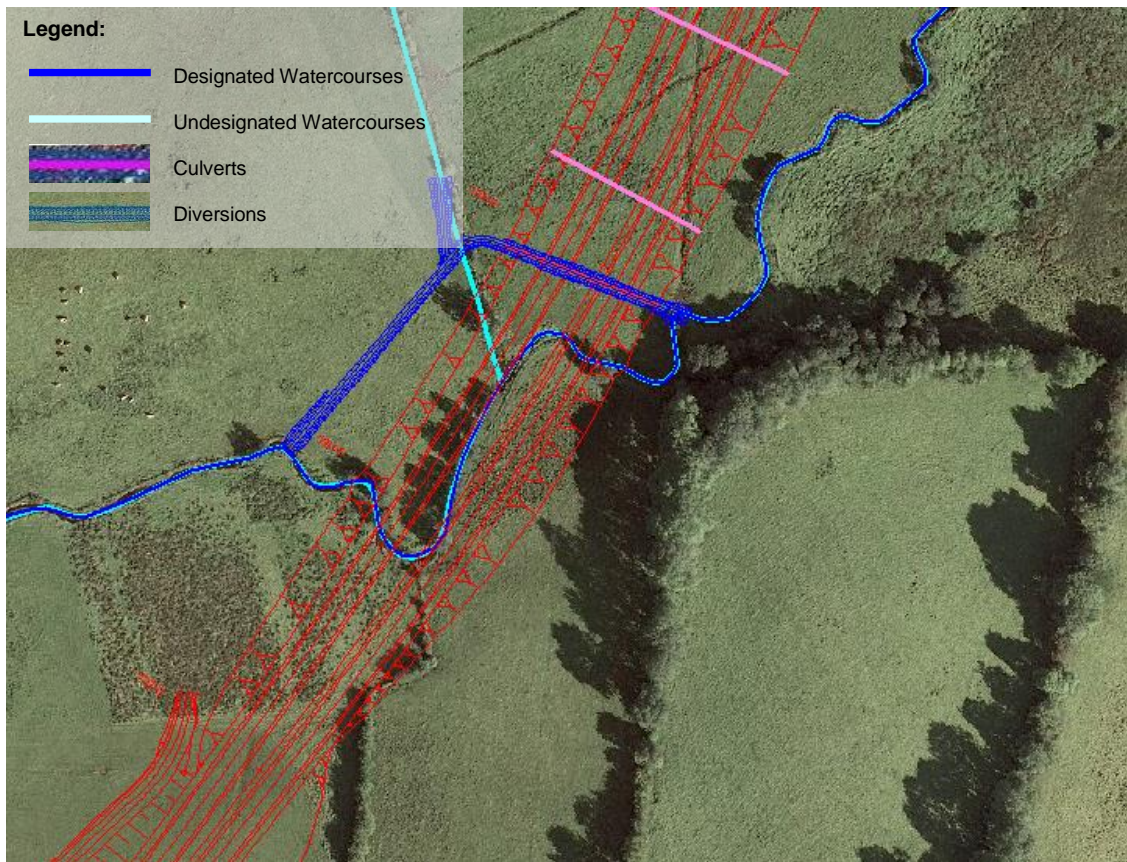 Legend:
Designated Watercourses
Undesignated Watercourses
Culverts
Diversions